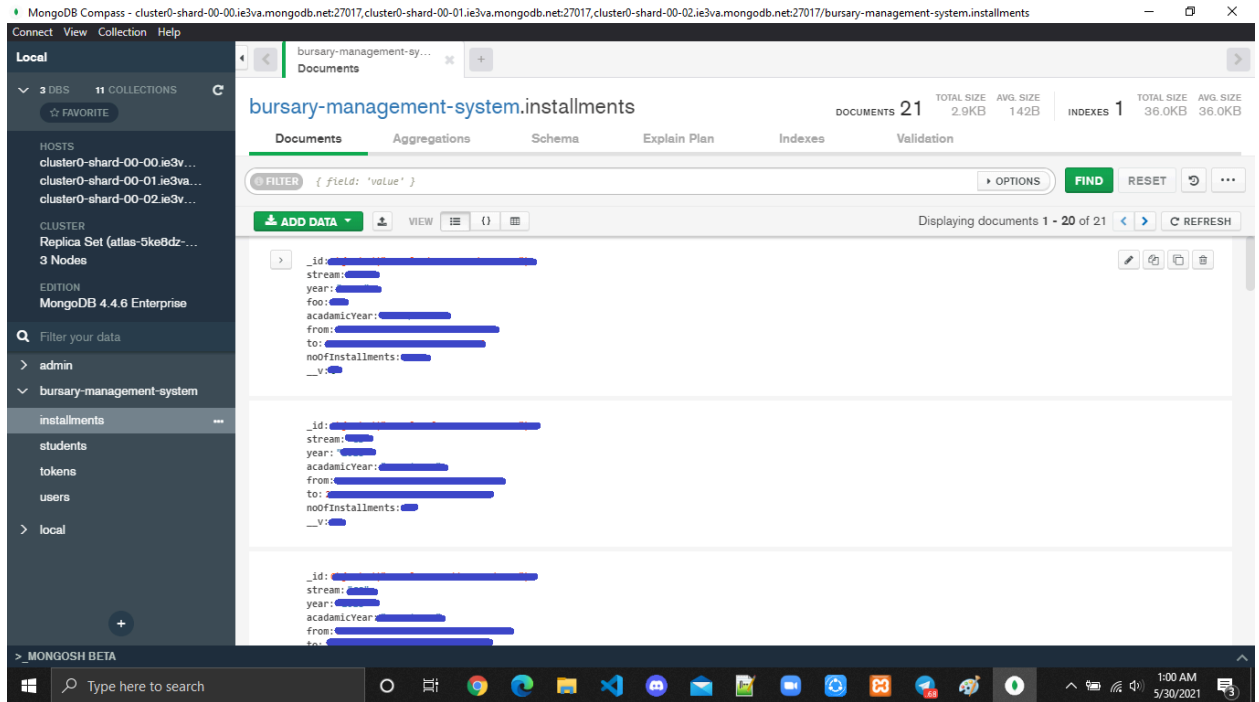 MongoDB Compass - cluster0-shard-00-00.ie3va.mongodb.net:27017,cluster0-shard-00-01.ie3va.mongodb.net:27017,cluster0-shard-00-02.ie3va.mongodb.net:27017/bursary-management-system.installments
Connect View Collection Help
Local
bursary-management-sy...
Documents
3 DBS 11 COLLECTIONS
FAVORITE
bursary-management-system.installments
DOCUMENTS 21 TOTAL SIZE 2.9KB AVG. SIZE 142B INDEXES 1 TOTAL SIZE 36.0KB AVG. SIZE 36.0KB
Documents Aggregations Schema Explain Plan Indexes Validation
HOSTS
cluster0-shard-00-00.ie3v...
cluster0-shard-00-01.ie3va...
cluster0-shard-00-02.ie3v...
CLUSTER
Replica Set (atlas-5ke8dz-...
3 Nodes
EDITION
MongoDB 4.4.6 Enterprise
Filter your data
admin
bursary-management-system
installments
students
tokens
users
local
FILTER { field: 'value' } OPTIONS FIND RESET
ADD DATA VIEW {} Displaying documents 1 - 20 of 21 REFRESH
_id:
stream:
year:
foo:
acadamicYear:
from:
to:
noOfInstallments:
__v:
_id:
stream:
year: "
acadamicYear:
from:
to:
noOfInstallments:
__v:
_id:
stream:
year:
acadamicYear:
from:
to:
>_MONGOSH BETA
Type here to search
.68
1:00 AM
5/30/2021
3